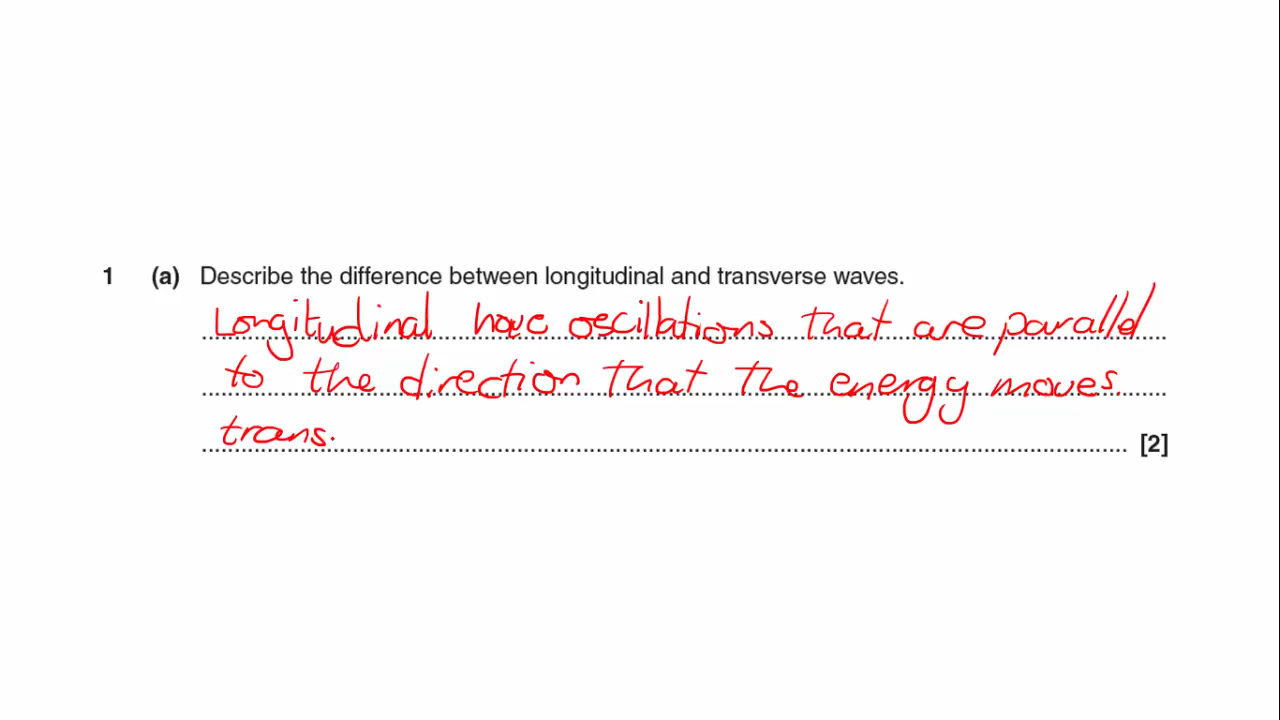 1 (a) Describe the difference between longitudinal and transverse waves.
Longitudinal have oscillations that are parallel
to the direction that the energy moves.
trans. [2]